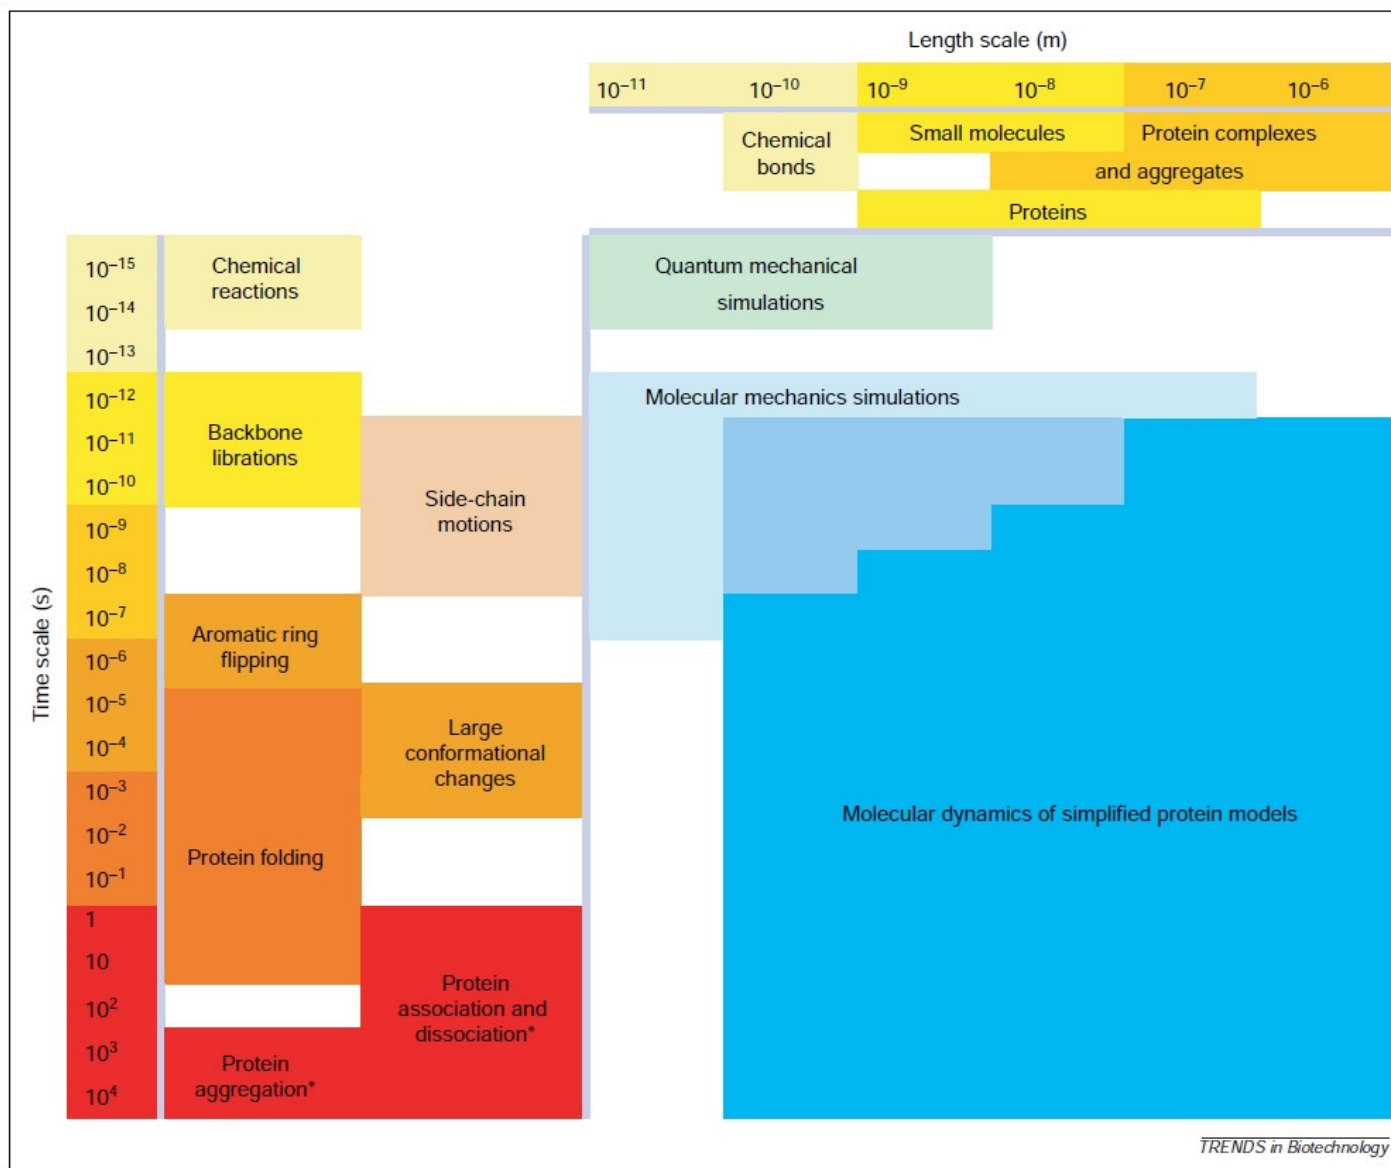 Length scale (m)
10⁻¹¹ 10⁻¹⁰ 10⁻⁹ 10⁻⁸ 10⁻⁷ 10⁻⁶
Chemical
bonds
Small molecules
Protein complexes
and aggregates
Proteins
Time scale (s)
10⁻¹⁵
10⁻¹⁴
10⁻¹³
10⁻¹²
10⁻¹¹
10⁻¹⁰
10⁻⁹
10⁻⁸
10⁻⁷
10⁻⁶
10⁻⁵
10⁻⁴
10⁻³
10⁻²
10⁻¹
1
10
10²
10³
10⁴
Chemical
reactions
Backbone
librations
Side-chain
motions
Aromatic ring
flipping
Large
conformational
changes
Protein folding
Protein
association and
dissociation*
Protein
aggregation*
Quantum mechanical
simulations
Molecular mechanics simulations
Molecular dynamics of simplified protein models
TRENDS in Biotechnology